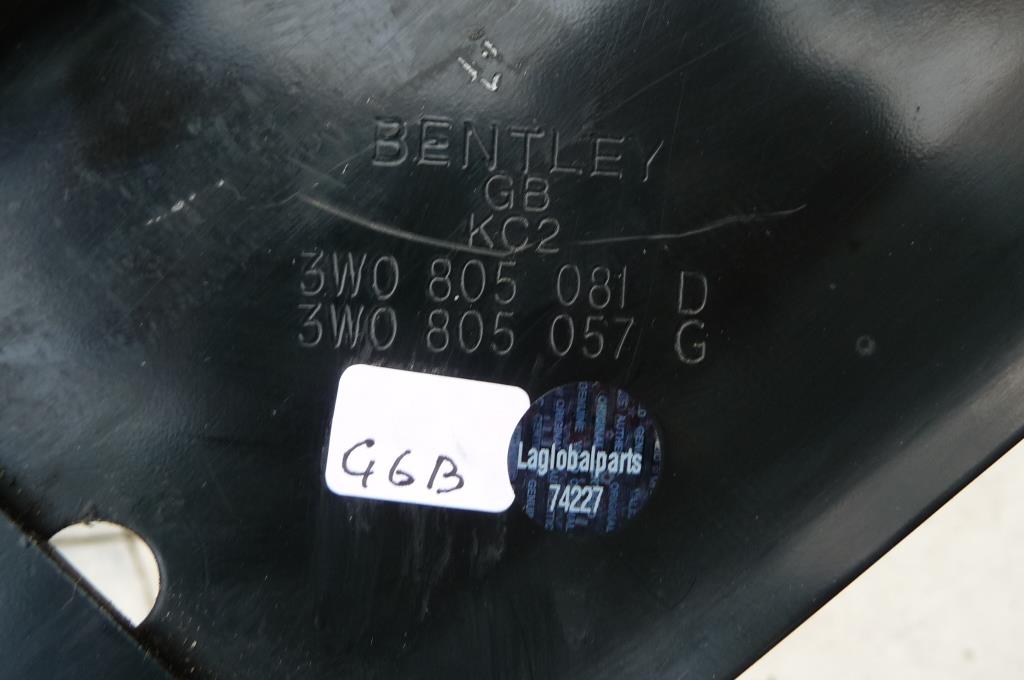 BENTLEY
GB
KC2
3W0 805 081 D
3W0 805 057 G
G6B
Laglobalparts
74227